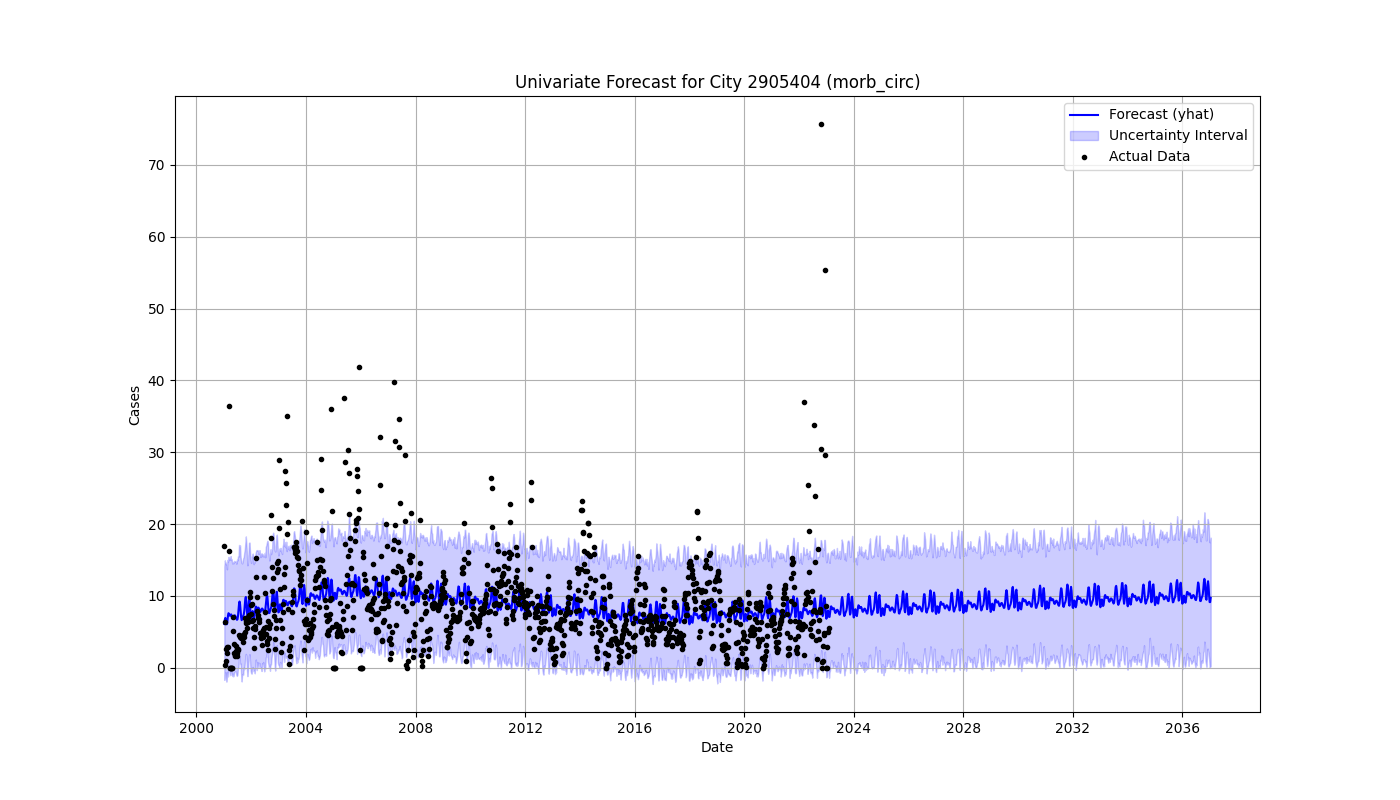 Univariate Forecast for City 2905404 (morb_circ)
Forecast (yhat)
Uncertainty Interval
Actual Data
Cases
70
60
50
40
30
20
10
0
2000 2004 2008 2012 2016 2020 2024 2028 2032 2036
Date